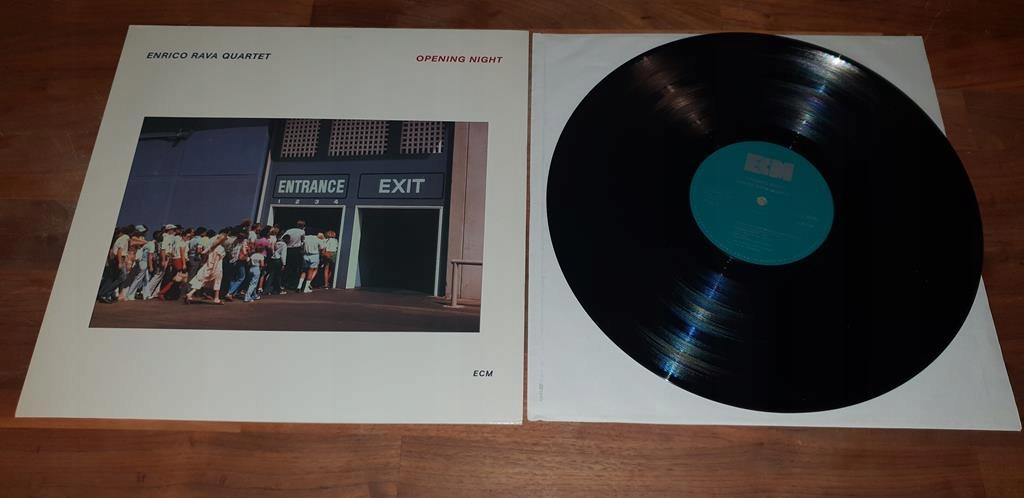 ENRICO RAVA QUARTET
OPENING NIGHT
ENTRANCE
1 2 3 4
EXIT
ECM
ECM